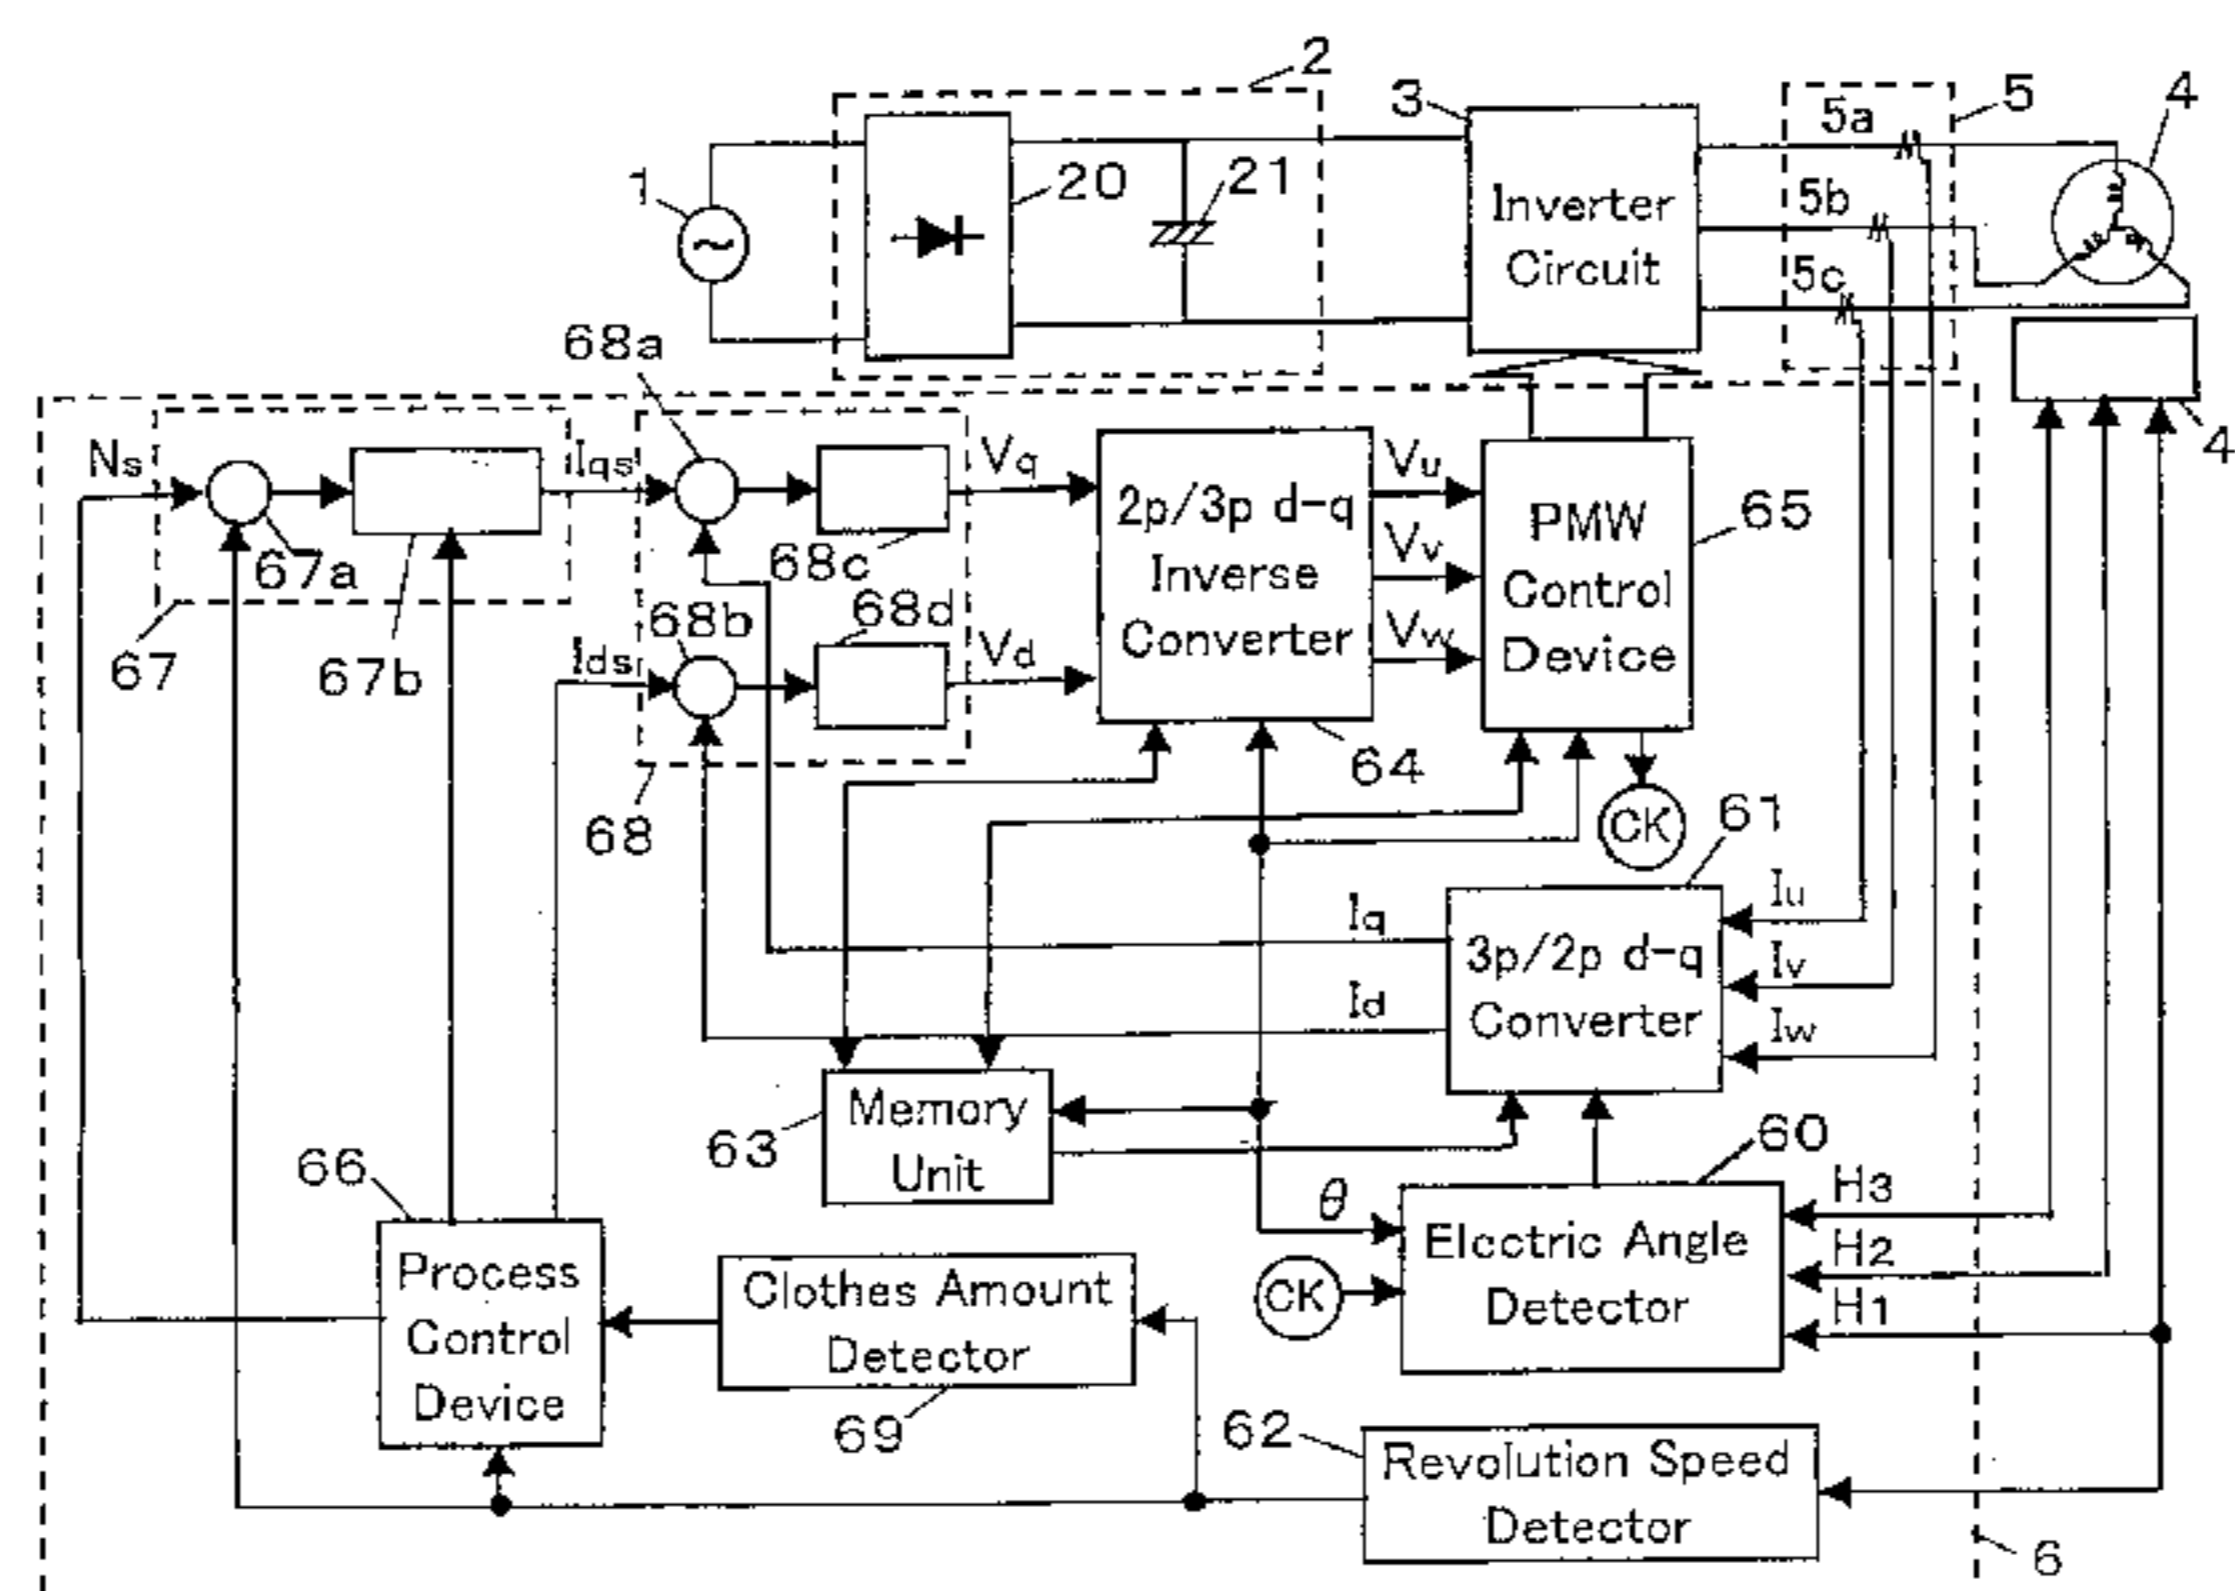 2
3
5
4
5a
1
20
21
Inverter
Circuit
5b
5c
68a
4
Ns
Iqs
Vq
2p/3p d-q
Inverse
Converter
Vu
Vv
Vw
PMW
Control
Device
65
67a
68c
67
67b
68b
68d
Ids
Vd
64
68
CK
61
Iq
Id
3p/2p d-q
Converter
Iu
Iv
Iw
Memory
Unit
63
60
66
θ
H3
H2
H1
Electric Angle
Detector
Process
Control
Device
Clothes Amount
Detector
CK
69
62
Revolution Speed
Detector
6